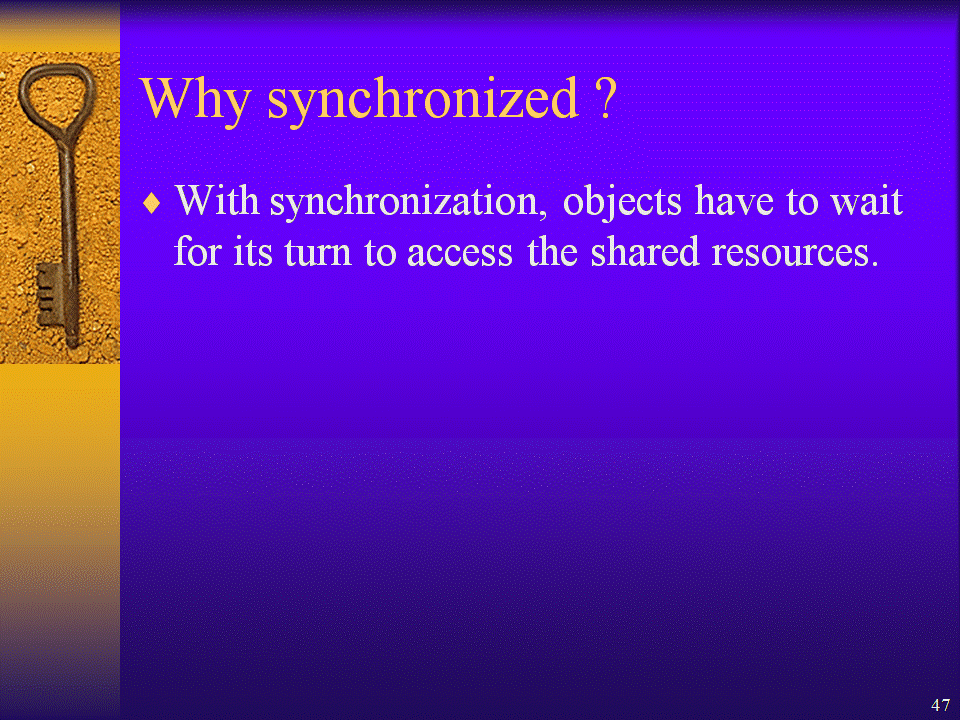 Why synchronized ?
With synchronization, objects have to wait
for its turn to access the shared resources.
47